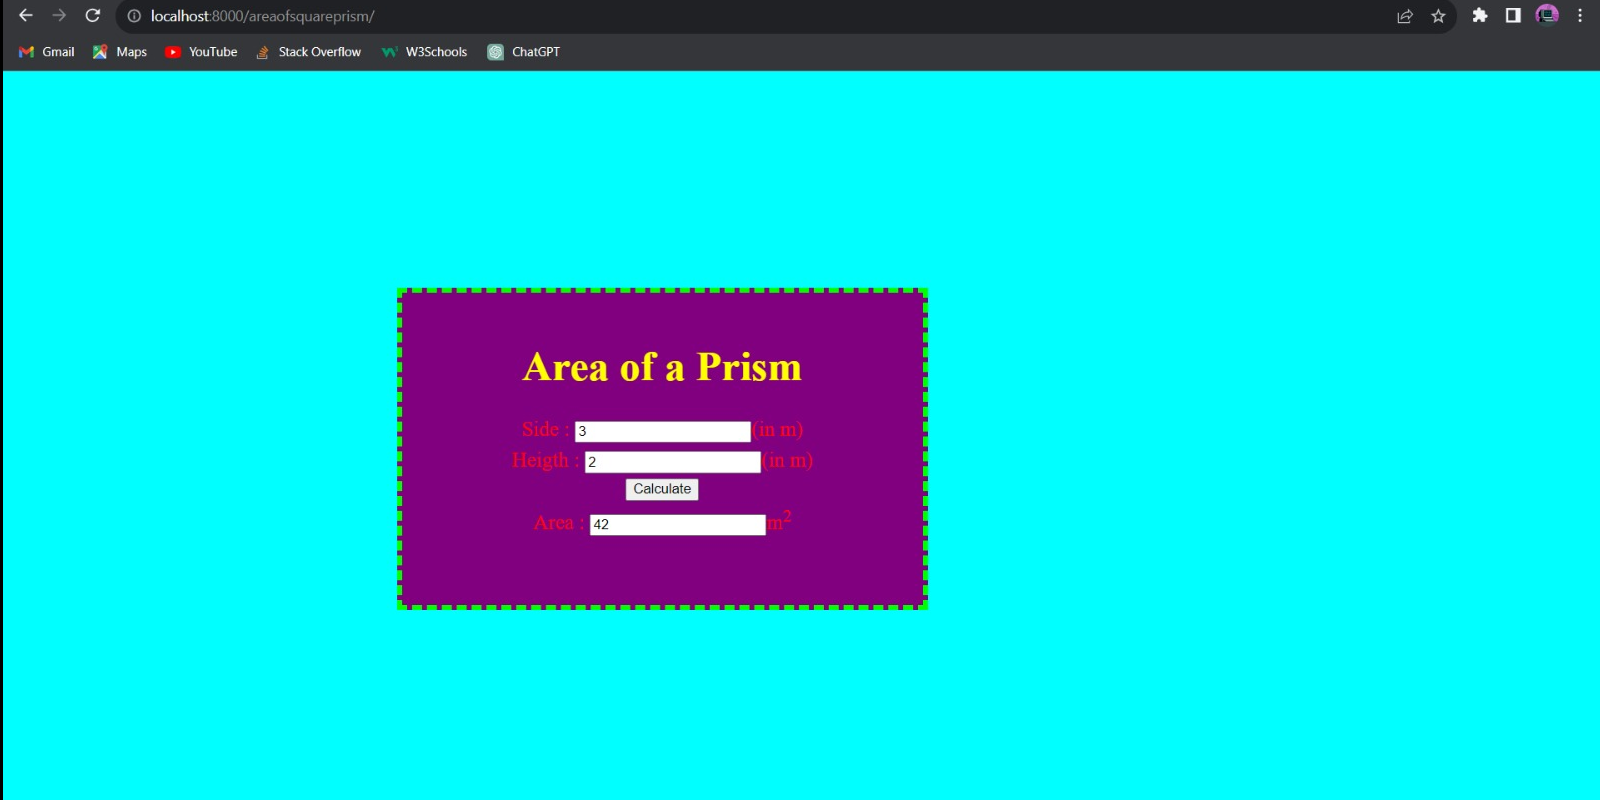 localhost:8000/areaofsquareprism/
Gmail Maps YouTube Stack Overflow W3Schools ChatGPT
Area of a Prism
Side : 3 (in m)
Heigth : 2 (in m)
Calculate
Area : 42 m²